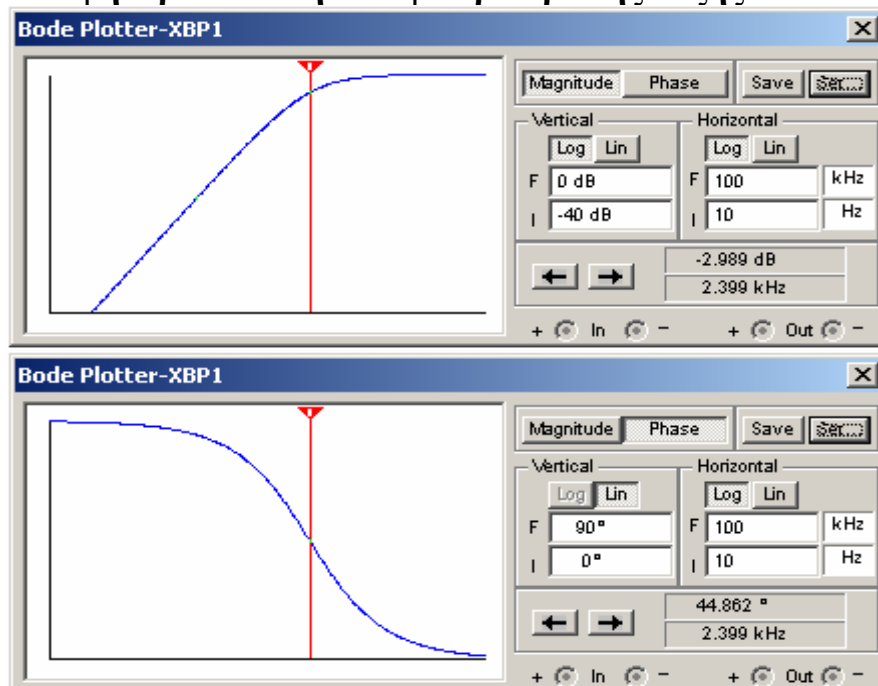 Bode Plotter-XBP1
Magnitude Phase Save
Vertical Horizontal
Log Lin Log Lin
F 0 dB F 100 kHz
I -40 dB I 10 Hz
-2.989 dB
2.399 kHz
+ In - + Out -
Bode Plotter-XBP1
Magnitude Phase Save
Vertical Horizontal
Log Lin Log Lin
F 90° F 100 kHz
I 0° I 10 Hz
44.862 °
2.399 kHz
+ In - + Out -